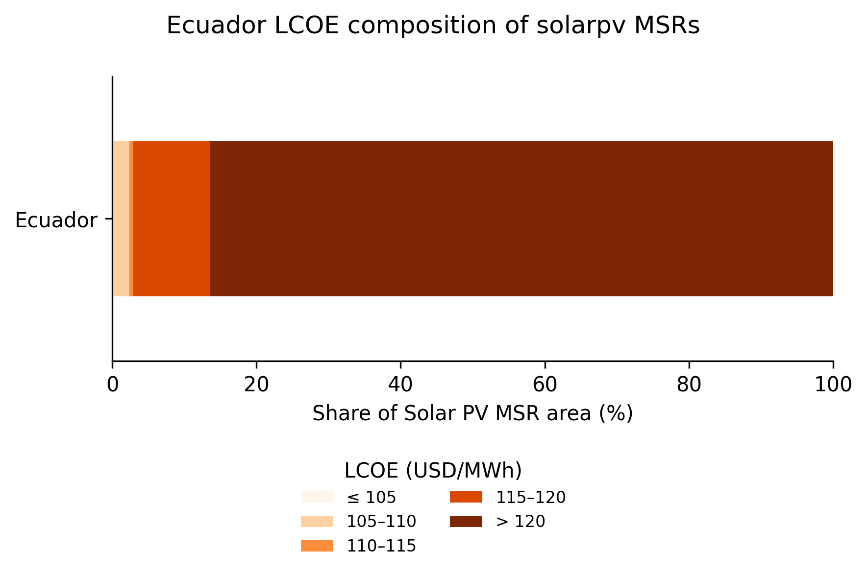 Ecuador LCOE composition of solarpv MSRs
Ecuador
0 20 40 60 80 100
Share of Solar PV MSR area (%)
LCOE (USD/MWh)
≤ 105
105–110
110–115
115–120
> 120